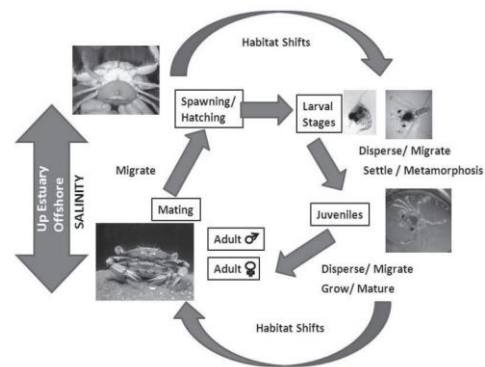 Habitat Shifts
Spawning/
Hatching
Larval
Stages
Disperse/ Migrate
Settle / Metamorphosis
Migrate
Up Estuary
Offshore
SALINITY
Mating
Juveniles
Adult ♂
Adult ♀
Disperse/ Migrate
Grow/ Mature
Habitat Shifts